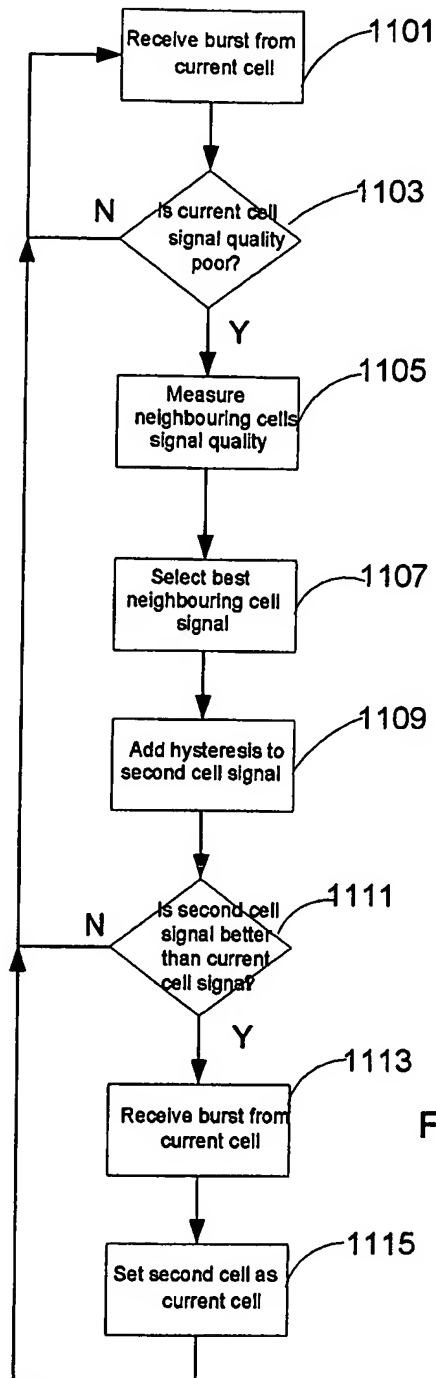 Receive burst from
current cell
1101
N
Is current cell
signal quality
poor?
1103
Y
Measure
neighbouring cells
signal quality
1105
Select best
neighbouring cell
signal
1107
Add hysteresis to
second cell signal
1109
N
Is second cell
signal better
than current
cell signal?
1111
Y
Receive burst from
current cell
1113
F
Set second cell as
current cell
1115